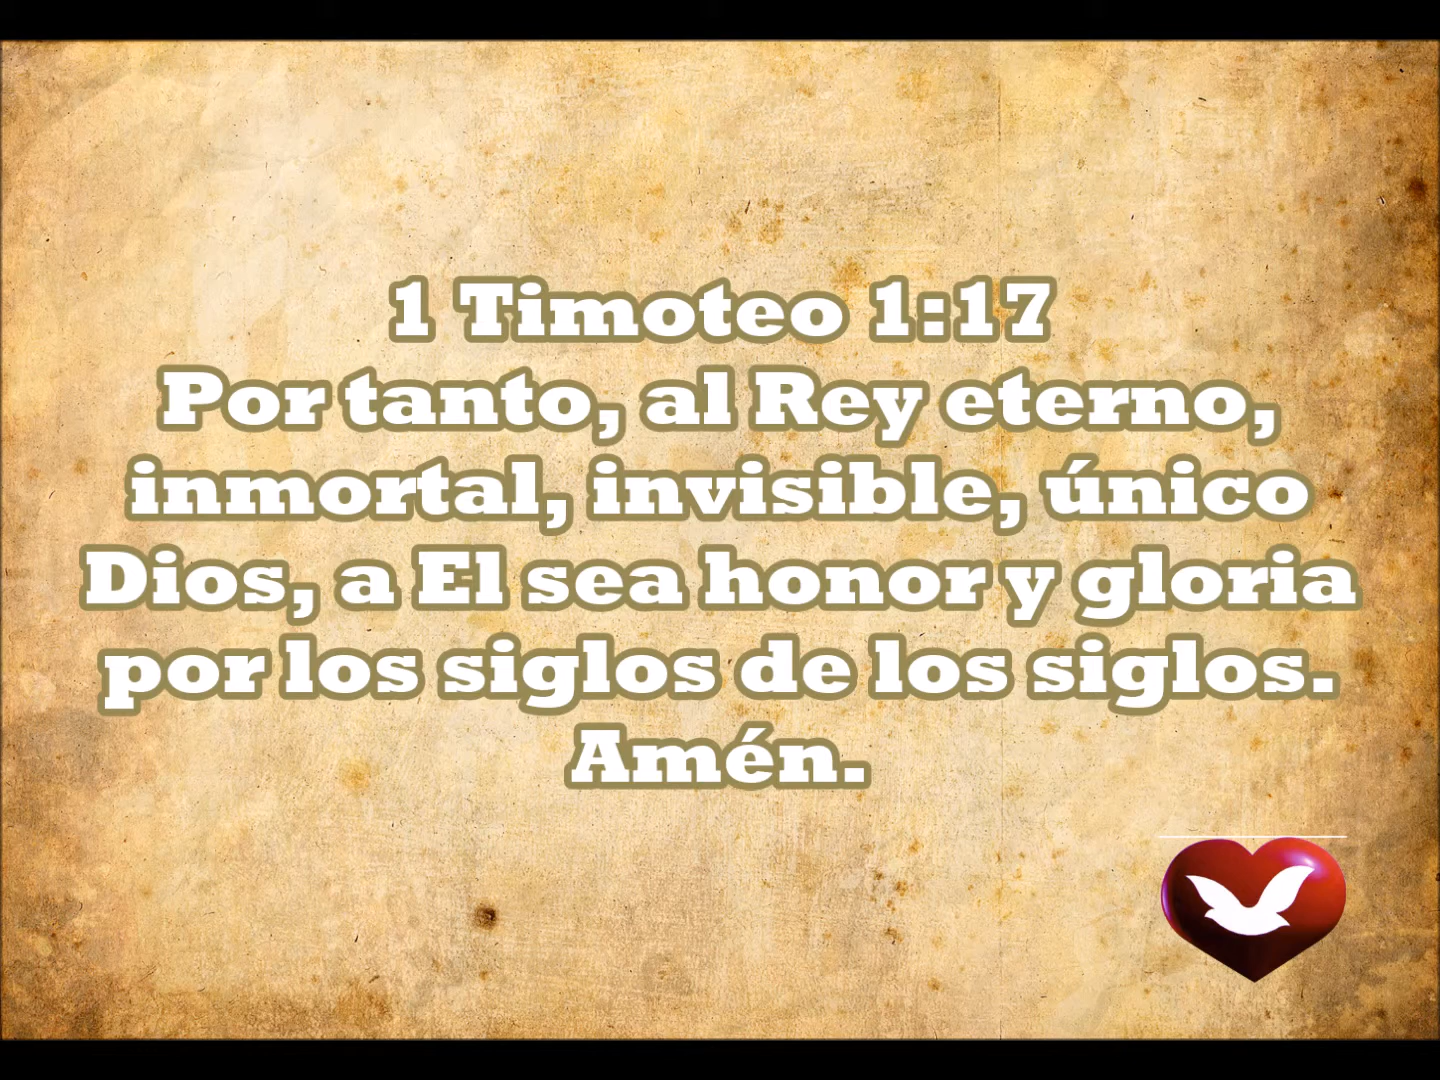 1 Timoteo 1:17
Por tanto, al Rey eterno,
inmortal, invisible, único
Dios, a El sea honor y gloria
por los siglos de los siglos.
Amén.